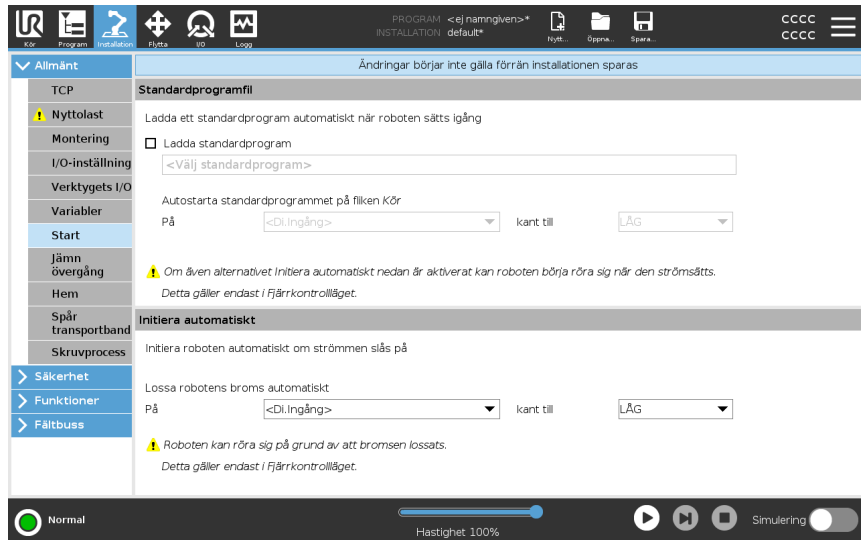 PROGRAM <ej namngiven>*
INSTALLATION default*
UR
Kör
Program
Installation
Flytta
I/O
Logg
Nytt...
Öppna...
Spara...
CCCC
CCCC
Allmänt
TCP
Nyttolast
Montering
I/O-inställning
Verktygets I/O
Variabler
Start
Jämn
övergång
Hem
Spår
transportband
Skruvprocess
Säkerhet
Funktioner
Fältbuss
Ändringar börjar inte gälla förrän installationen sparas
Standardprogramfil
Ladda ett standardprogram automatiskt när roboten sätts igång
Ladda standardprogram
<Välj standardprogram>
Autostarta standardprogrammet på fliken Kör
På <Di.Ingång> kant till LÅG
Om även alternativet Initiera automatiskt nedan är aktiverat kan roboten börja röra sig när den strömsätts.
Detta gäller endast i Fjärrkontrollläget.
Initiera automatiskt
Initiera roboten automatiskt om strömmen slås på
Lossa robotens broms automatiskt
På <Di.Ingång> kant till LÅG
Roboten kan röra sig på grund av att bromsen lossats.
Detta gäller endast i Fjärrkontrollläget.
Normal
Hastighet 100%
Simulering